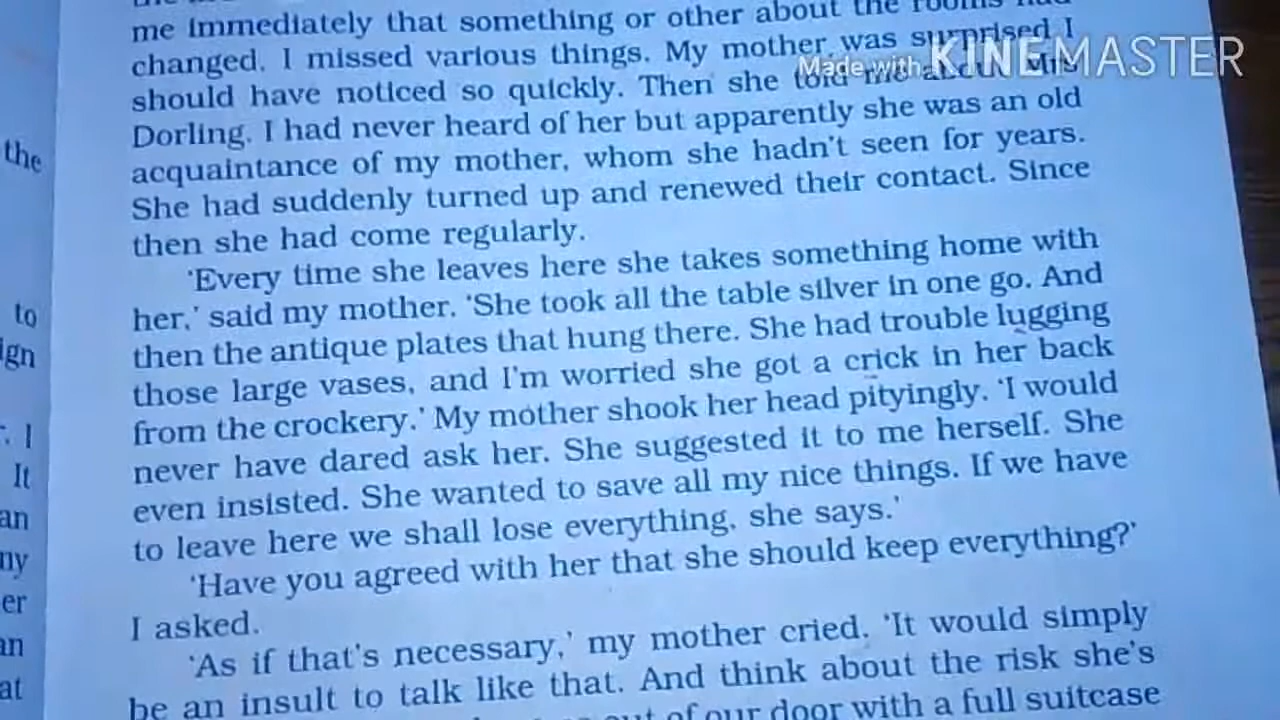 me immediately that something or other about the rooms had
changed. I missed various things. My mother was surprised I
should have noticed so quickly. Then she told me about Mrs
Dorling. I had never heard of her but apparently she was an old
acquaintance of my mother, whom she hadn't seen for years.
She had suddenly turned up and renewed their contact. Since
then she had come regularly.
'Every time she leaves here she takes something home with
her,' said my mother. 'She took all the table silver in one go. And
then the antique plates that hung there. She had trouble lugging
those large vases, and I'm worried she got a crick in her back
from the crockery.' My mother shook her head pityingly. 'I would
never have dared ask her. She suggested it to me herself. She
even insisted. She wanted to save all my nice things. If we have
to leave here we shall lose everything, she says.'
'Have you agreed with her that she should keep everything?'
I asked.
'As if that's necessary,' my mother cried. 'It would simply
be an insult to talk like that. And think about the risk she's
out of our door with a full suitcase
Made with KINEMASTER
the
to
ign
. I
It
an
ny
er
an
at